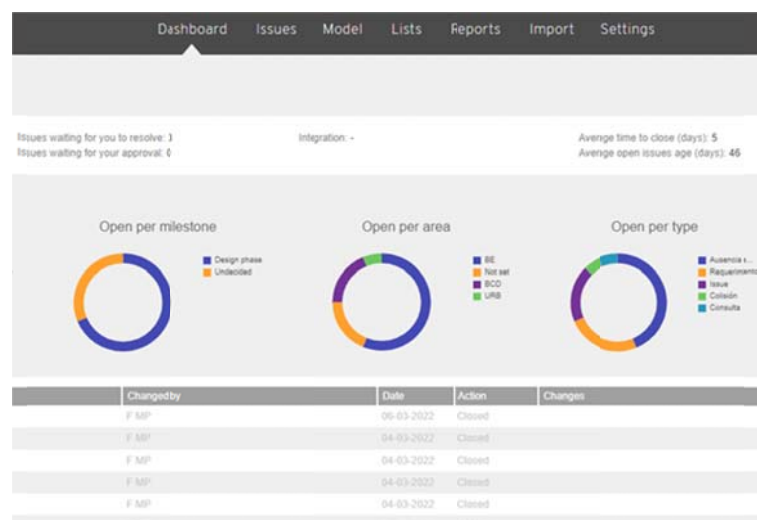 Dashboard Issues Model Lists Reports Import Settings
Issues waiting for you to resolve:
Issues waiting for your approval:
Integration: -
Average time to close (days): 5
Average open issues age (days): 46
Open per milestone
Design phase
Undecided
Open per area
BE
Not set
BCD
URB
Open per type
Ausencia
Requerimiento
Issue
Colisión
Consulta
Changed by Date Action Changes
F MP 06-03-2022 Closed
F MP 04-03-2022 Closed
F MP 04-03-2022 Closed
F MP 04-03-2022 Closed
F MP 04-03-2022 Closed